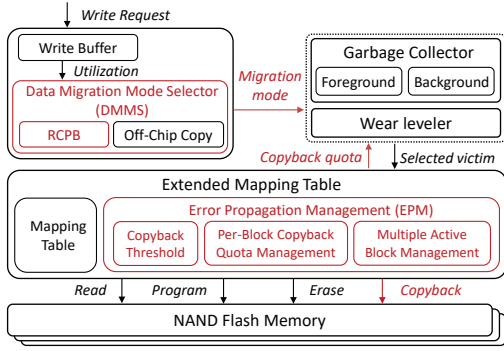 Write Request
Write Buffer
Utilization
Data Migration Mode Selector
(DMMS)
RCPB
Off-Chip Copy
Migration
mode
Garbage Collector
Foreground
Background
Wear leveler
Copyback quota
Selected victim
Extended Mapping Table
Mapping
Table
Error Propagation Management (EPM)
Copyback
Threshold
Per-Block Copyback
Quota Management
Multiple Active
Block Management
Read
Program
Erase
Copyback
NAND Flash Memory